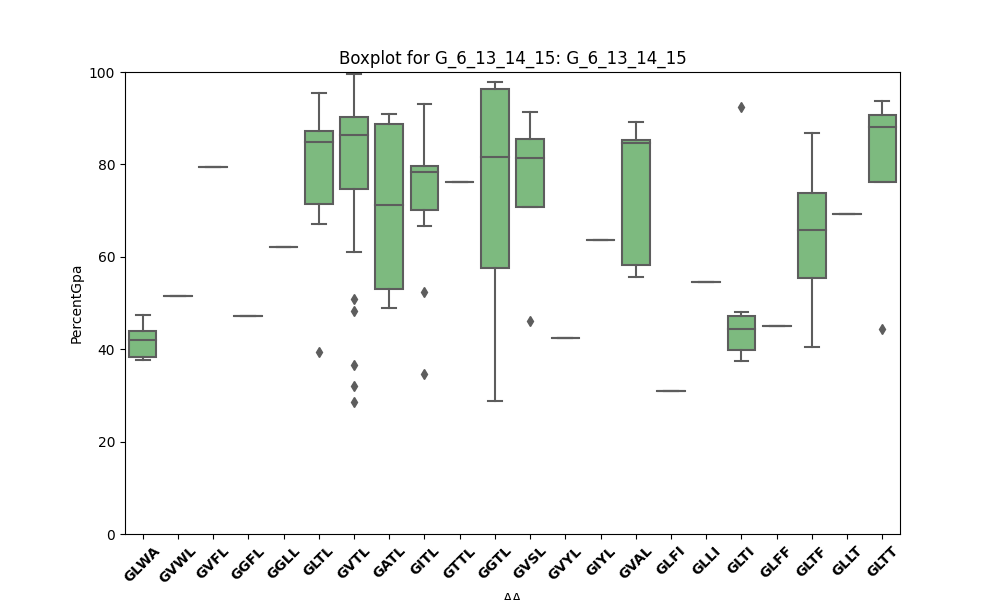 Boxplot for G_6_13_14_15: G_6_13_14_15
100
80
60
40
20
0
PercentGpa
GLWA GVWL GVFL GGFL GGLL GLTL GVTL GATL GITL GTTL GGTL GVSL GVYL GIYL GVAL GLFI GLLI GLTI GLFF GLTF GLLT GLTT
AA